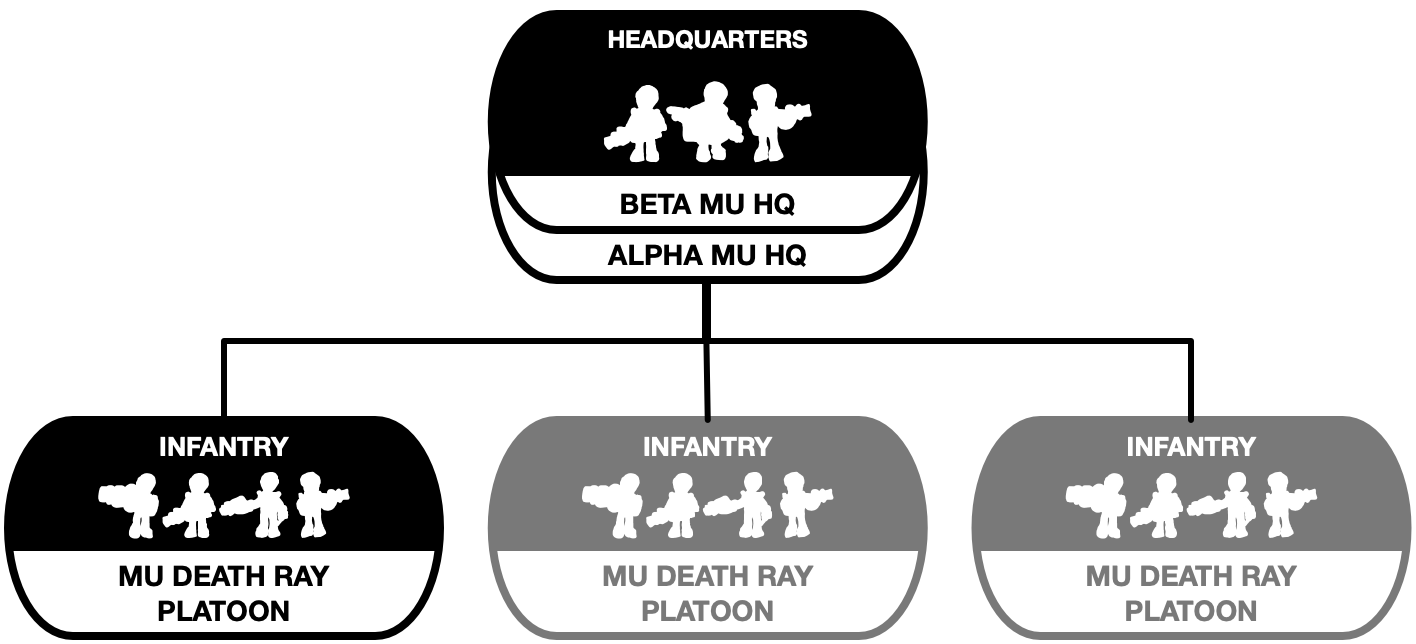 HEADQUARTERS
BETA MU HQ
ALPHA MU HQ
INFANTRY
MU DEATH RAY
PLATOON
INFANTRY
MU DEATH RAY
PLATOON
INFANTRY
MU DEATH RAY
PLATOON